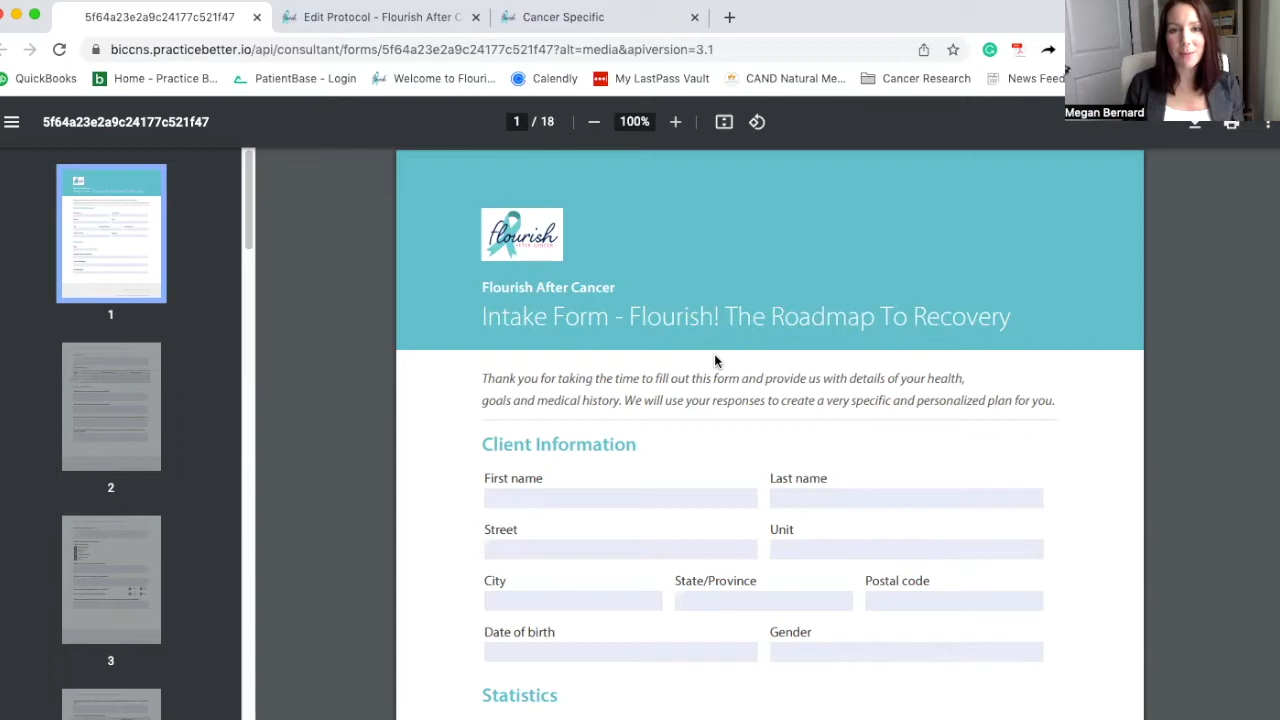 5f64a23e2a9c24177c521f47
Edit Protocol - Flourish After C
Cancer Specific
biccns.practicebetter.io/api/consultant/forms/5f64a23e2a9c24177c521f47?alt=media&apiversion=3.1
QuickBooks
Home - Practice B...
PatientBase - Login
Welcome to Flouri...
Calendly
My LastPass Vault
CAND Natural Me...
Cancer Research
News Feed
Megan Bernard
5f64a23e2a9c24177c521f47
1 / 18
100%
1
2
3
flourish
AFTER CANCER
Flourish After Cancer
Intake Form - Flourish! The Roadmap To Recovery
Thank you for taking the time to fill out this form and provide us with details of your health,
goals and medical history. We will use your responses to create a very specific and personalized plan for you.
Client Information
First name
Last name
Street
Unit
City
State/Province
Postal code
Date of birth
Gender
Statistics